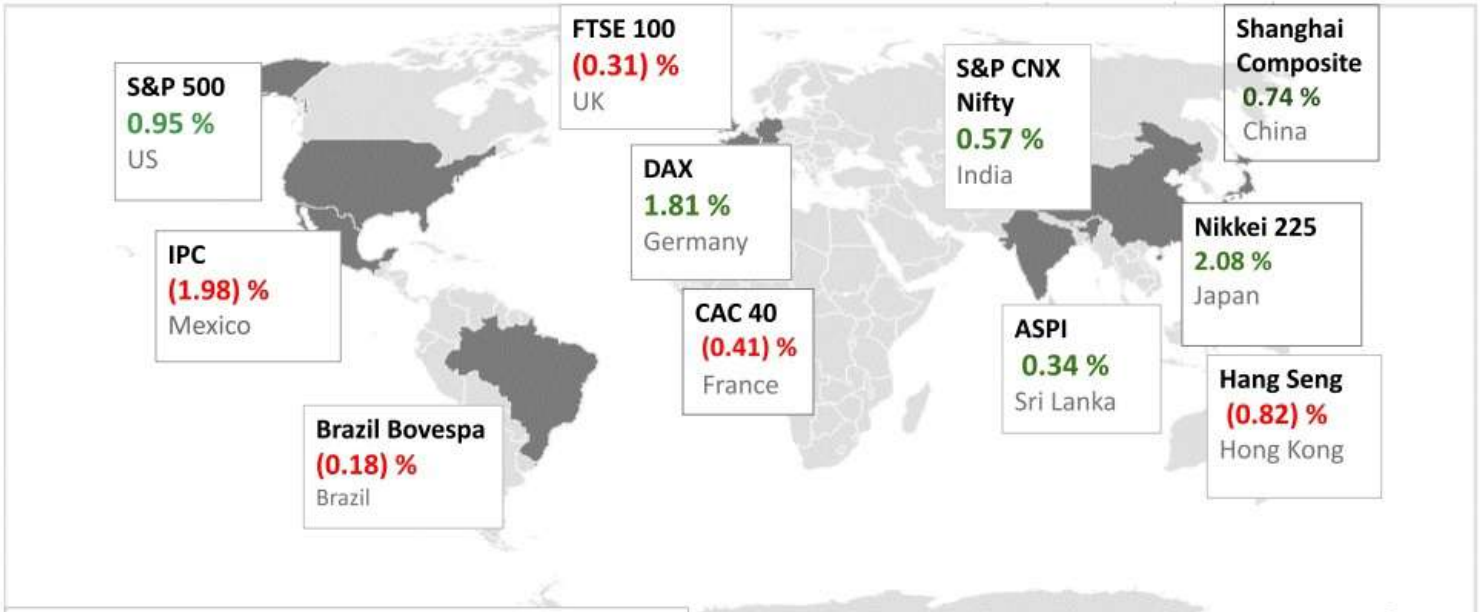 S&P 500
0.95 %
US
IPC
(1.98) %
Mexico
Brazil Bovespa
(0.18) %
Brazil
FTSE 100
(0.31) %
UK
DAX
1.81 %
Germany
CAC 40
(0.41) %
France
S&P CNX
Nifty
0.57 %
India
ASPI
0.34 %
Sri Lanka
Shanghai
Composite
0.74 %
China
Nikkei 225
2.08 %
Japan
Hang Seng
(0.82) %
Hong Kong